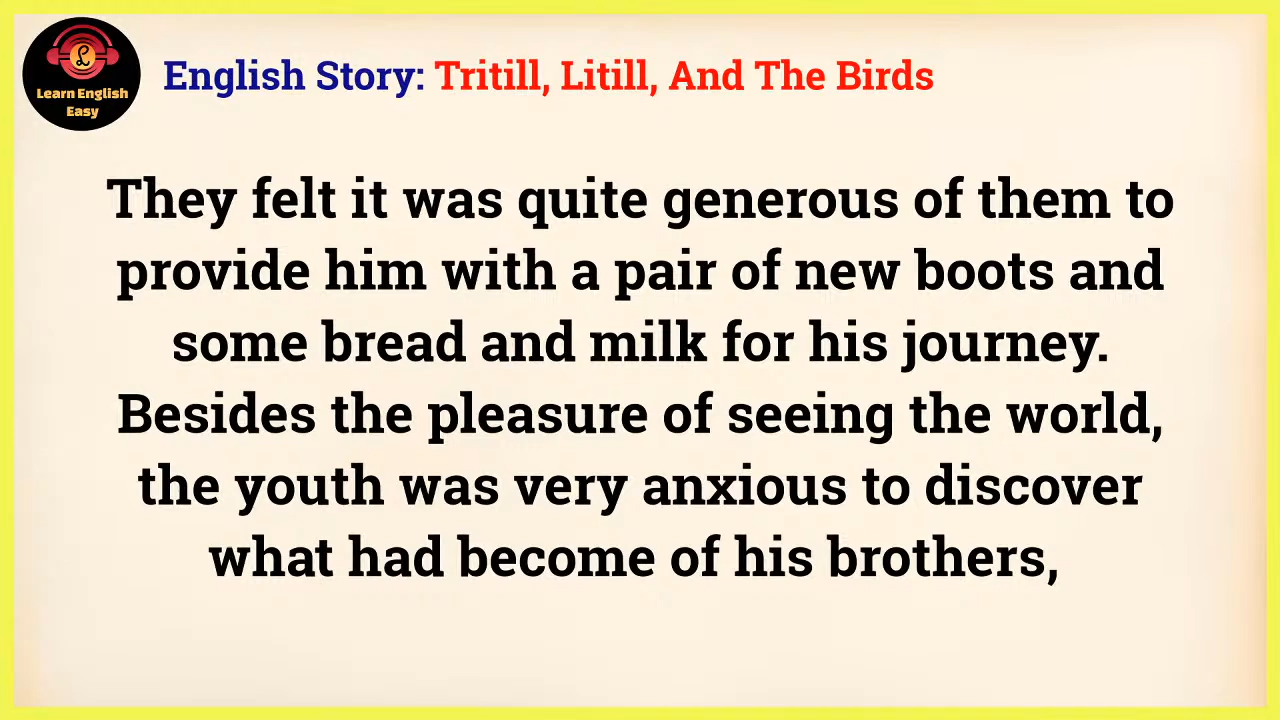 L
Learn English
Easy
English Story: Tritill, Litill, And The Birds
They felt it was quite generous of them to
provide him with a pair of new boots and
some bread and milk for his journey.
Besides the pleasure of seeing the world,
the youth was very anxious to discover
what had become of his brothers,